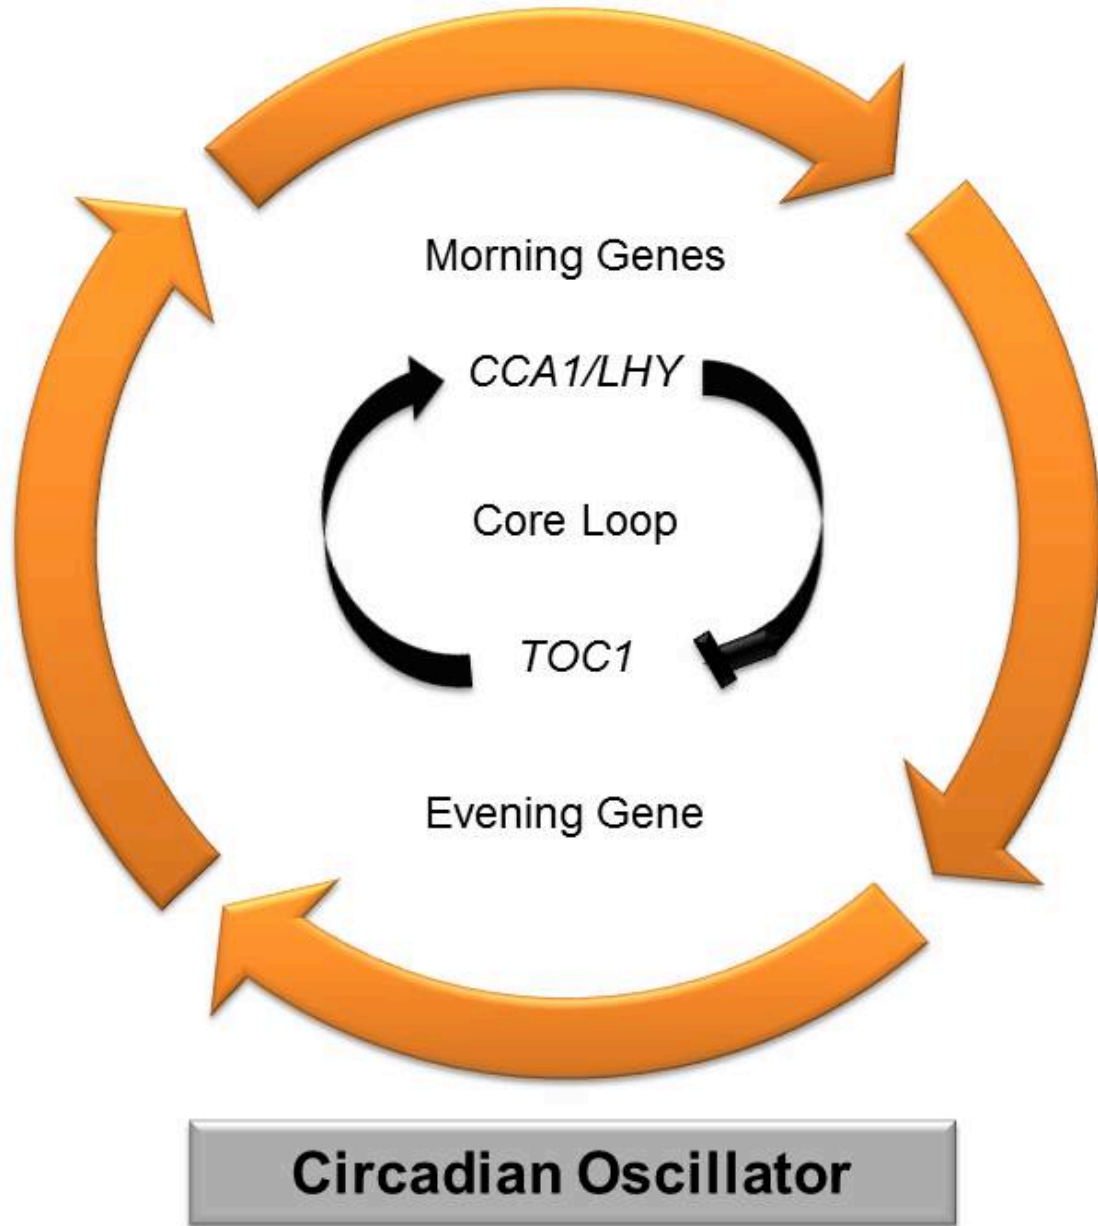 Morning Genes
CCA1/LHY
Core Loop
TOC1
Evening Gene
Circadian Oscillator